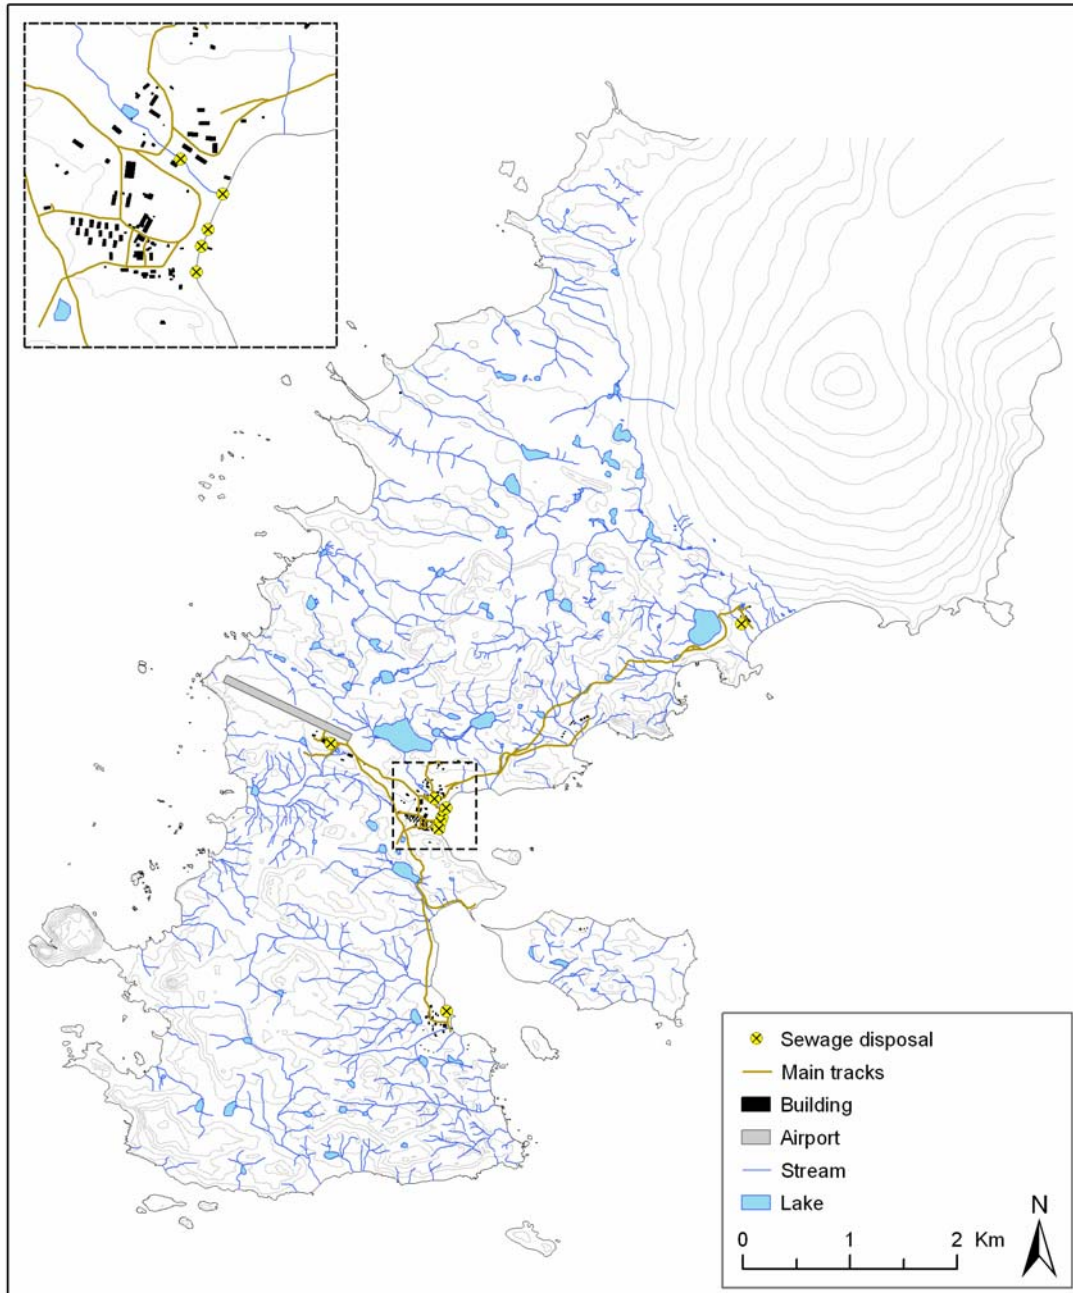 Sewage disposal
Main tracks
Building
Airport
Stream
Lake
N
0 1 2 Km